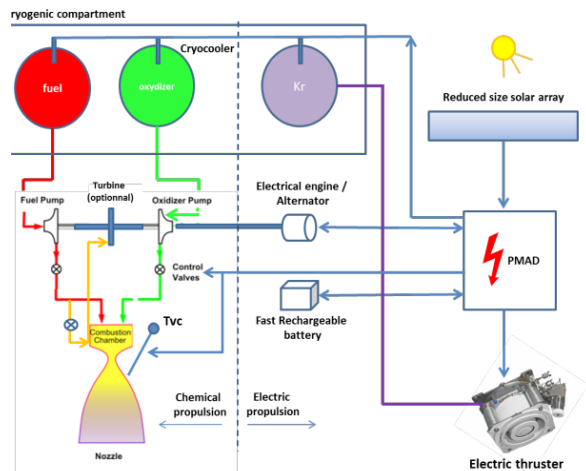 ryogenic compartment
Cryocooler
fuel
oxydizer
Kr
Reduced size solar array
Turbine
(optionnal)
Fuel Pump
Oxidizer Pump
Electrical engine /
Alternator
PMAD
Control
Valves
Fast Rechargeable
battery
Tvc
Combustion
Chamber
Chemical
propulsion
Electric
propulsion
Nozzle
Electric thruster